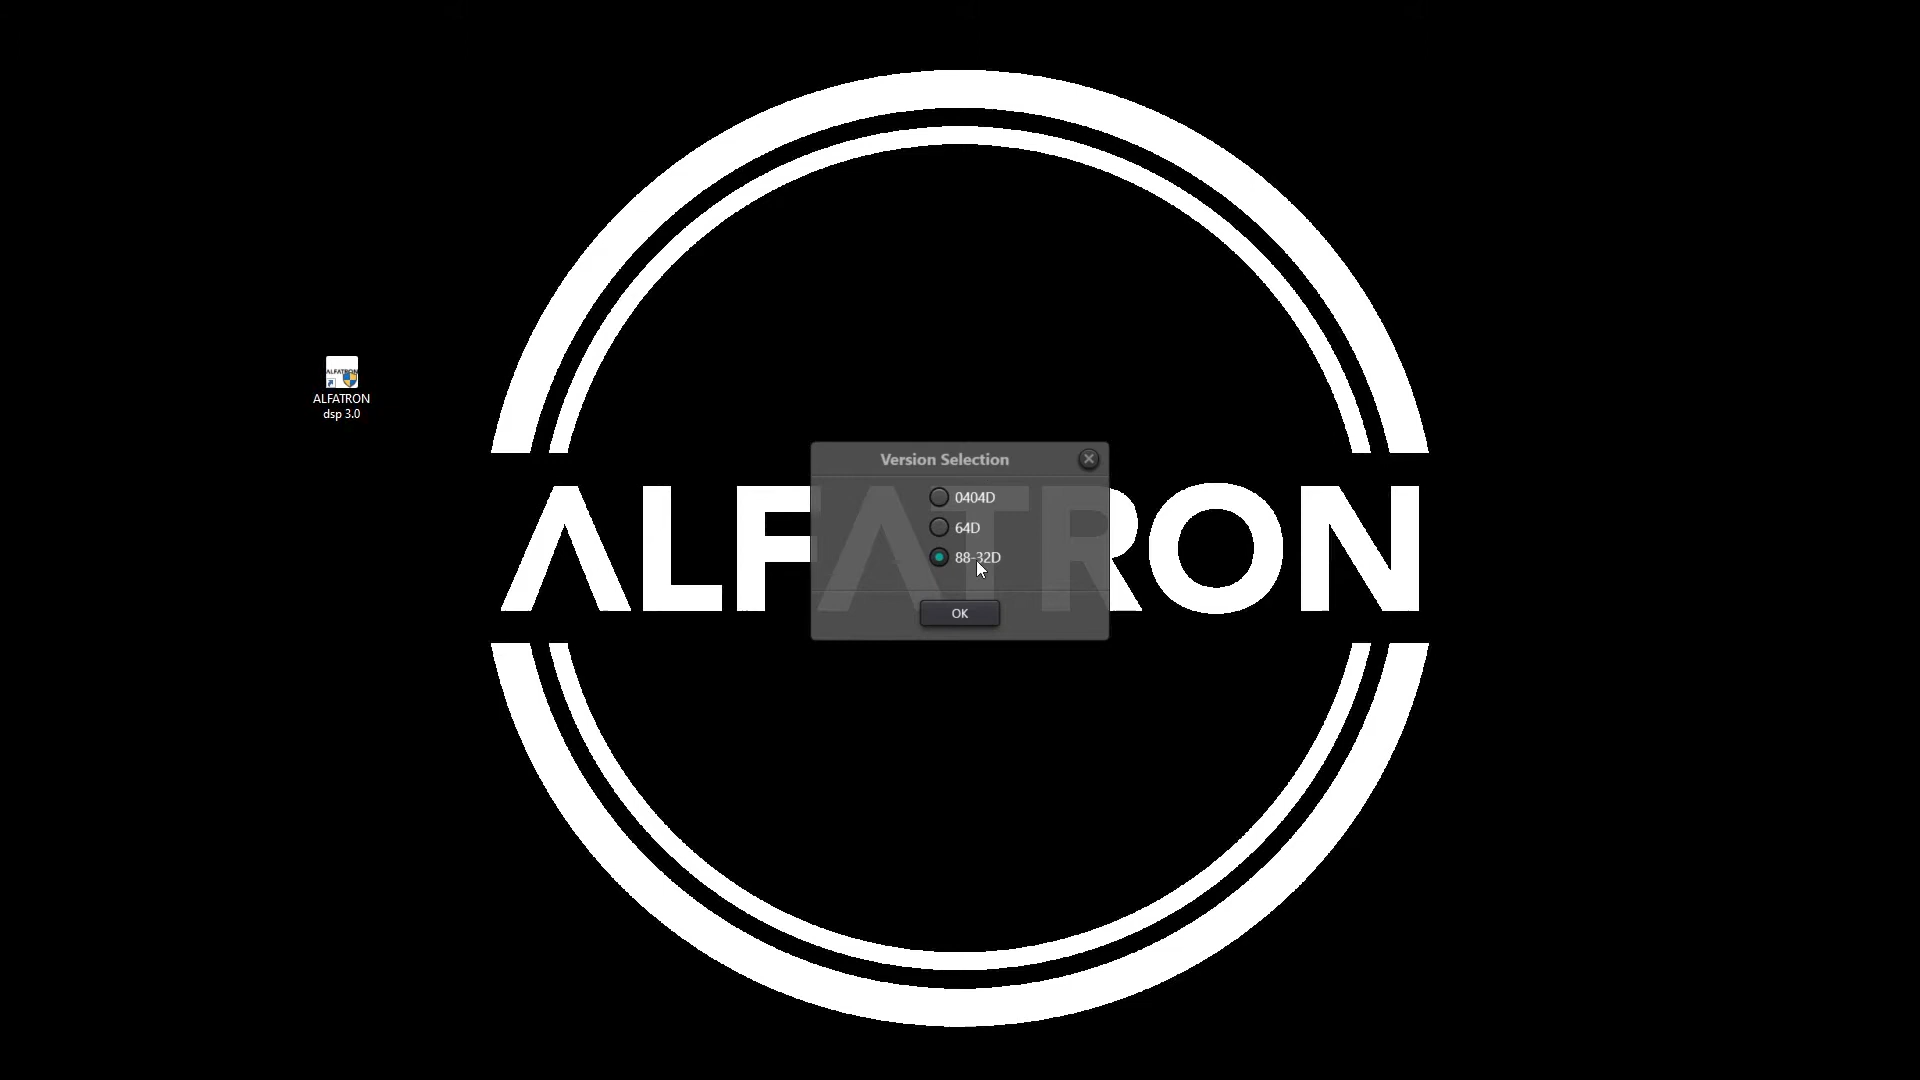 ALFATRON
ALFATRON
dsp 3.0
Version Selection
0404D
64D
88-32D
OK
ALFATRON